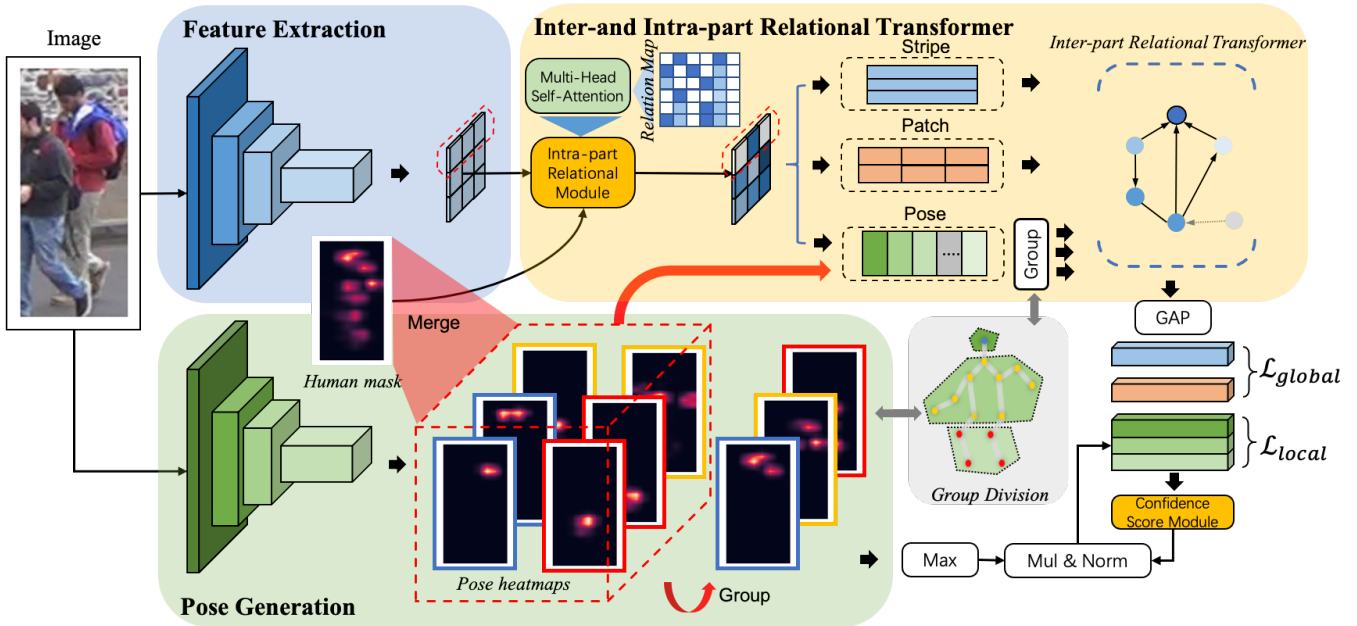 Image
Feature Extraction
Inter-and Intra-part Relational Transformer
Multi-Head
Self-Attention
Relation Map
Stripe
Inter-part Relational Transformer
Intra-part
Relational
Module
Patch
Pose
....
Group
Merge
Human mask
GAP
ℒglobal
ℒlocal
Group Division
Confidence
Score Module
Max
Mul & Norm
Pose heatmaps
Group
Pose Generation